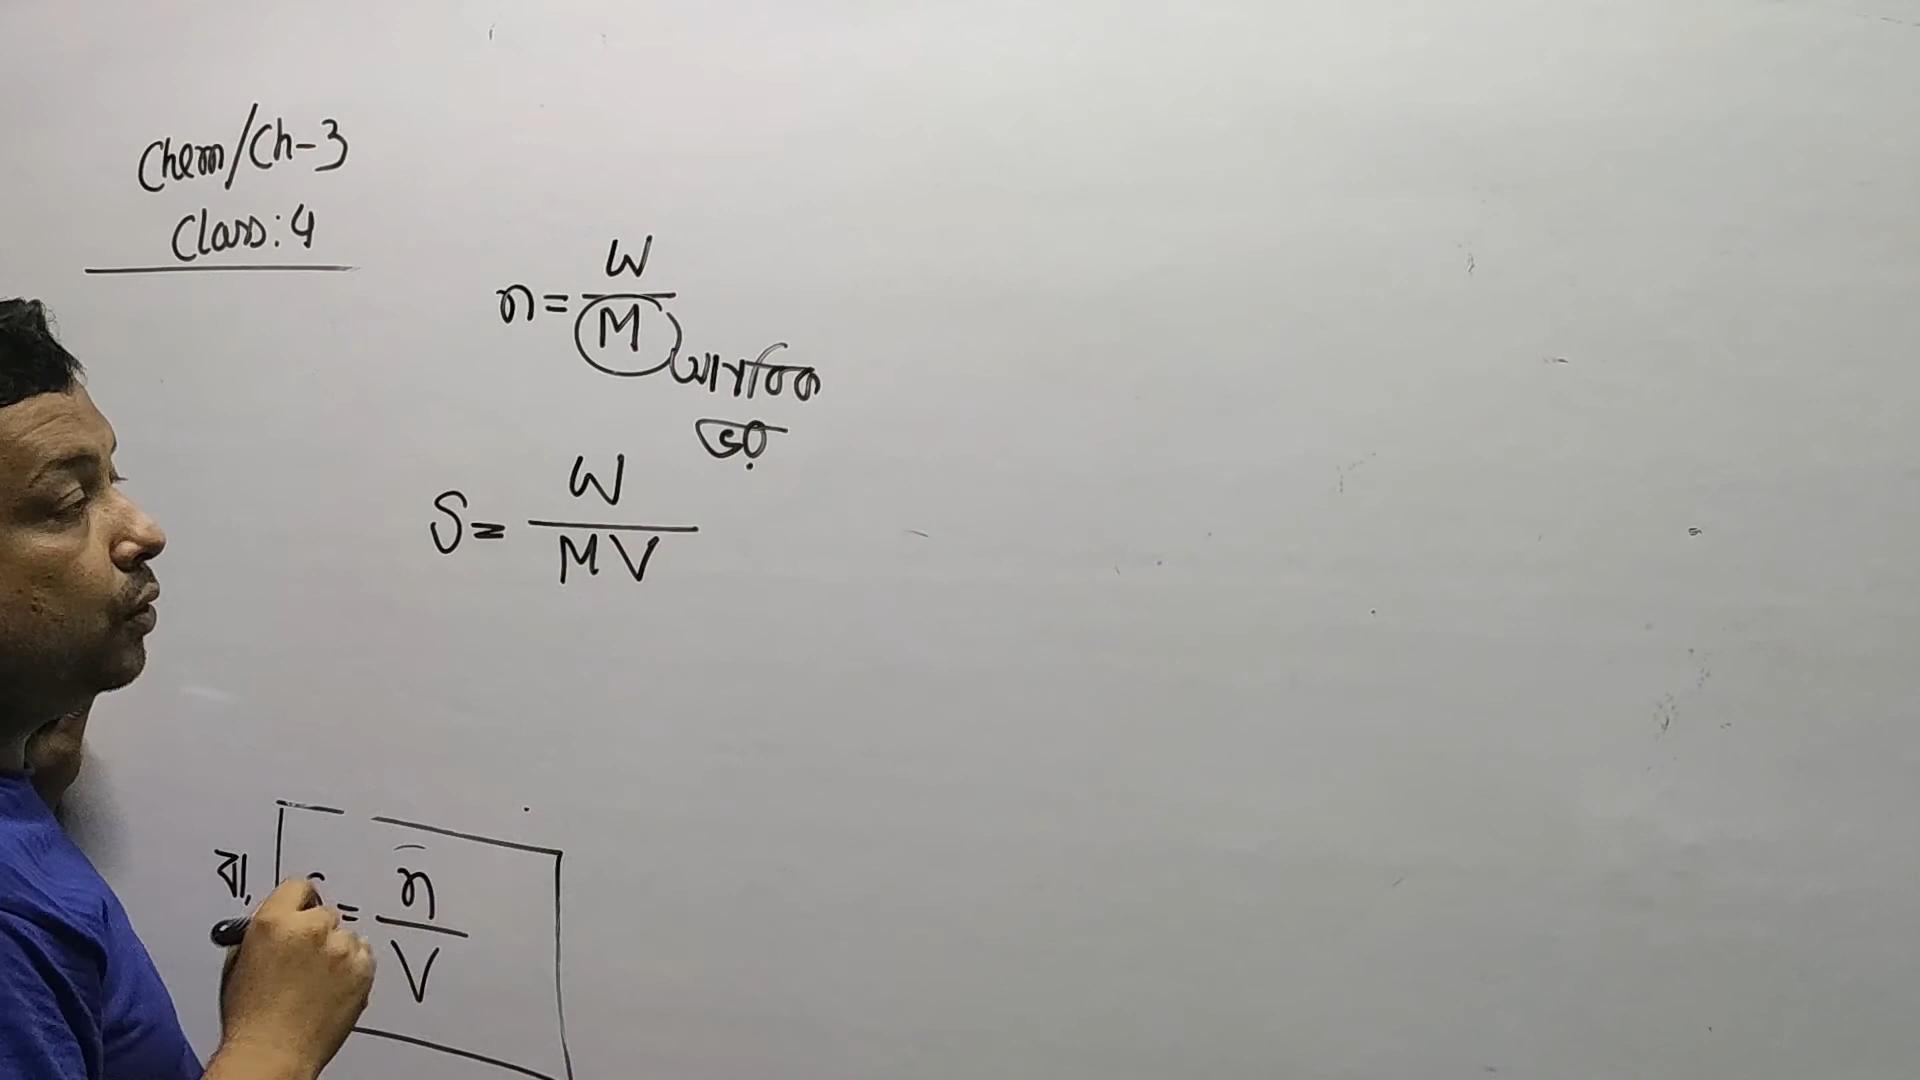 Chem/Ch-3
Class: 4
n = W/M আণবিক
ভর
S = W/MV
বা, = n/V